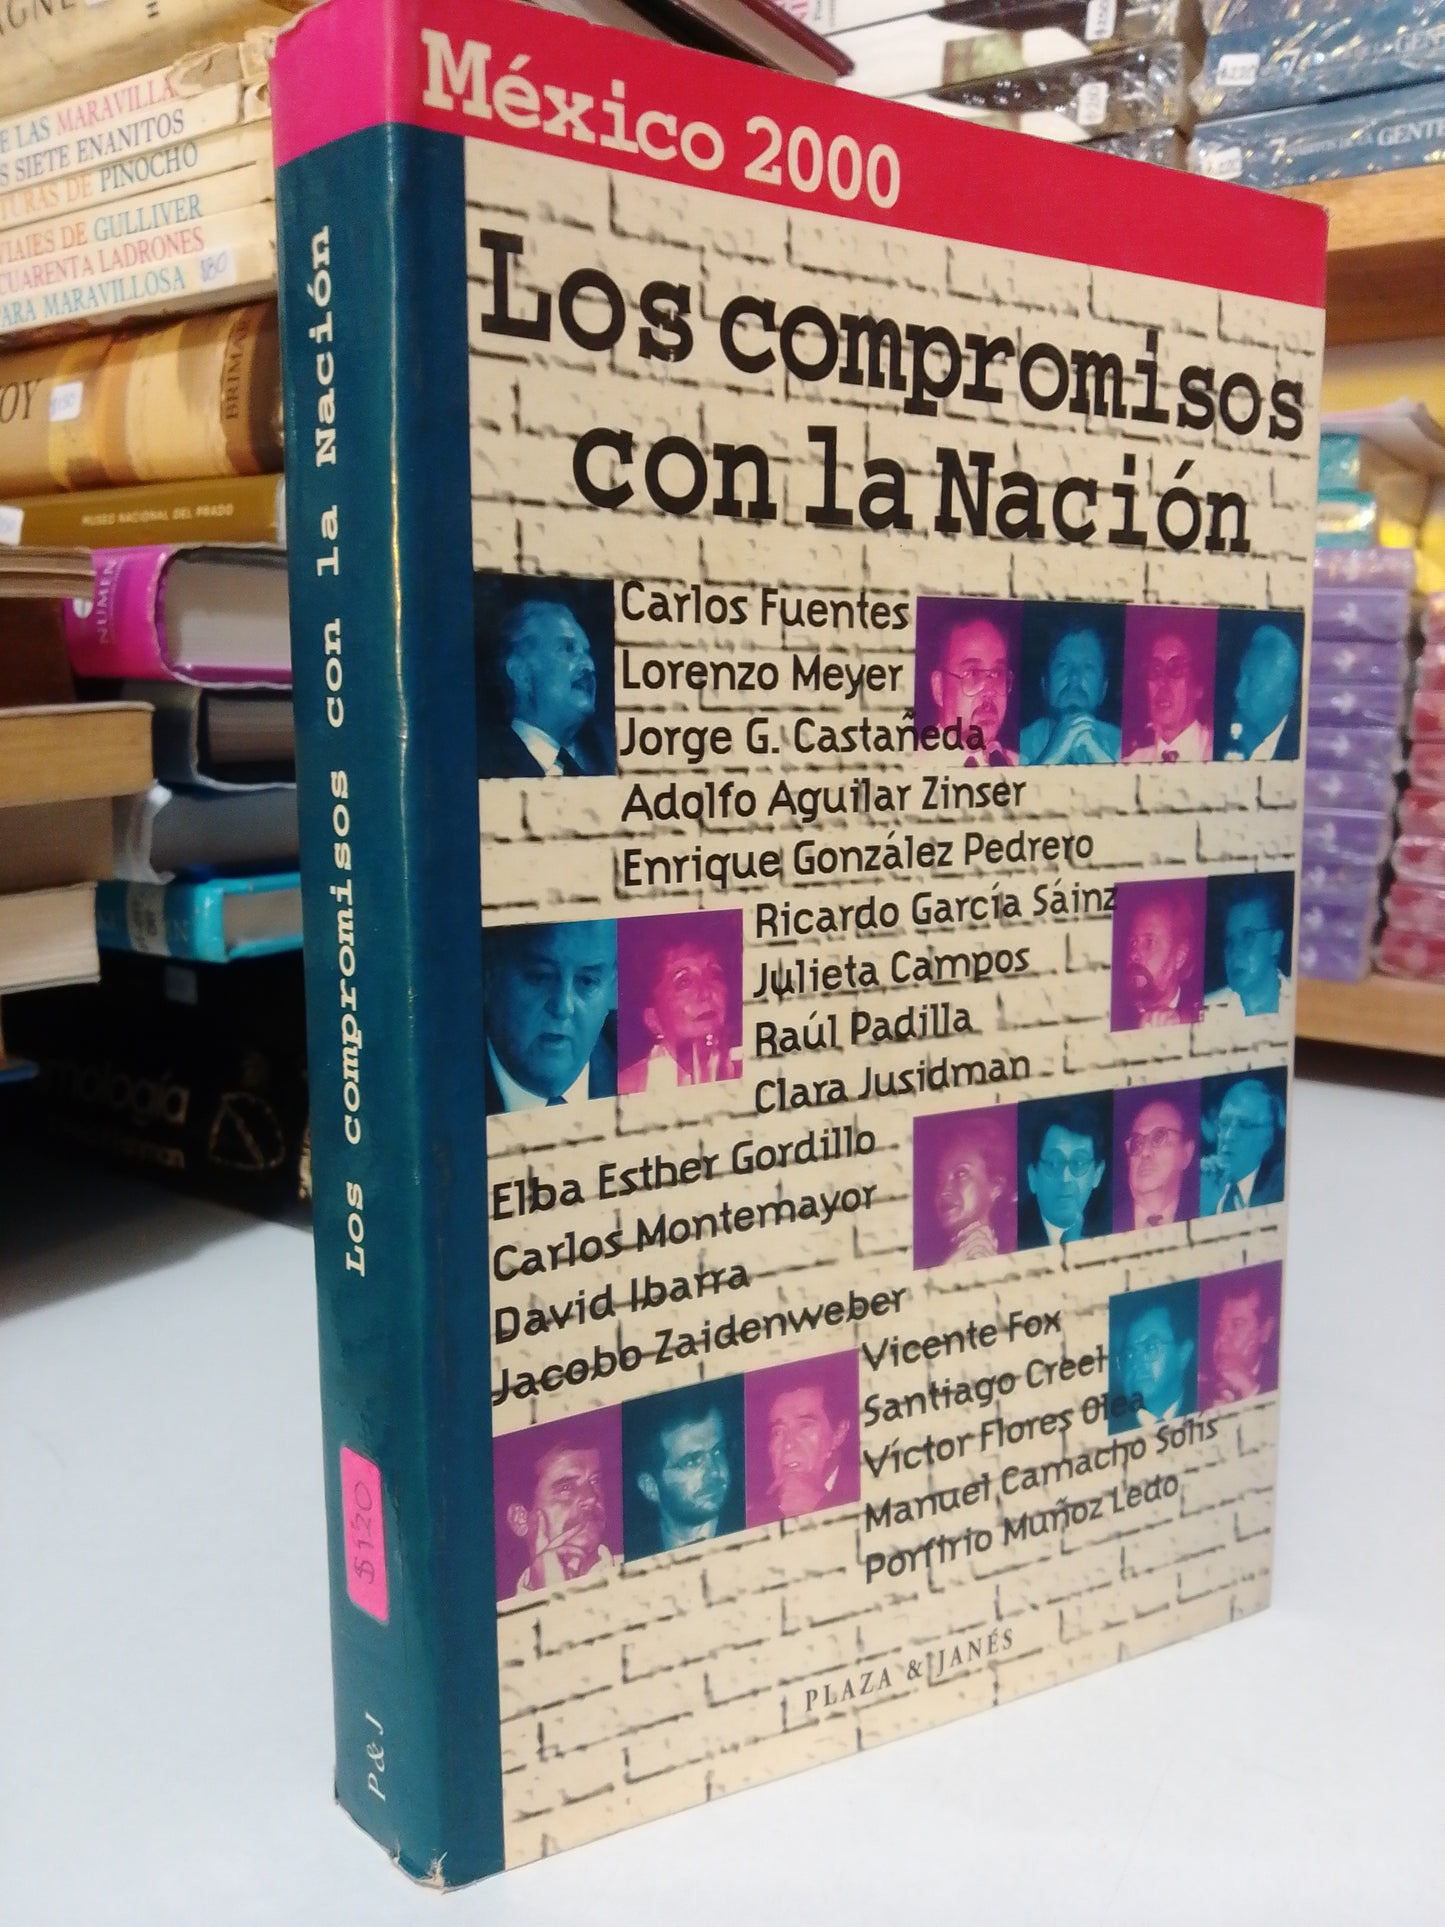 México 2000
Los compromisos
con la Nación
Carlos Fuentes
Lorenzo Meyer
Jorge G. Castañeda
Adolfo Aguilar Zinser
Enrique González Pedrero
Ricardo García Sáinz
Julieta Campos
Raúl Padilla
Clara Jusidman
Elba Esther Gordillo
Carlos Montemayor
David Ibarra
Jacobo Zaidenweber
Vicente Fox
Santiago Creel
Víctor Flores Olea
Manuel Camacho Solís
Porfirio Muñoz Ledo
PLAZA & JANÉS
Los compromisos con la Nación
$120
P&J
LAS MARAVILLA
SIETE ENANITOS
DE PINOCHO
DE GULLIVER
CUARENTA LADRONES
MARAVILLOSA
$80
MUSEO NACIONAL DEL PRADO
NUMEN